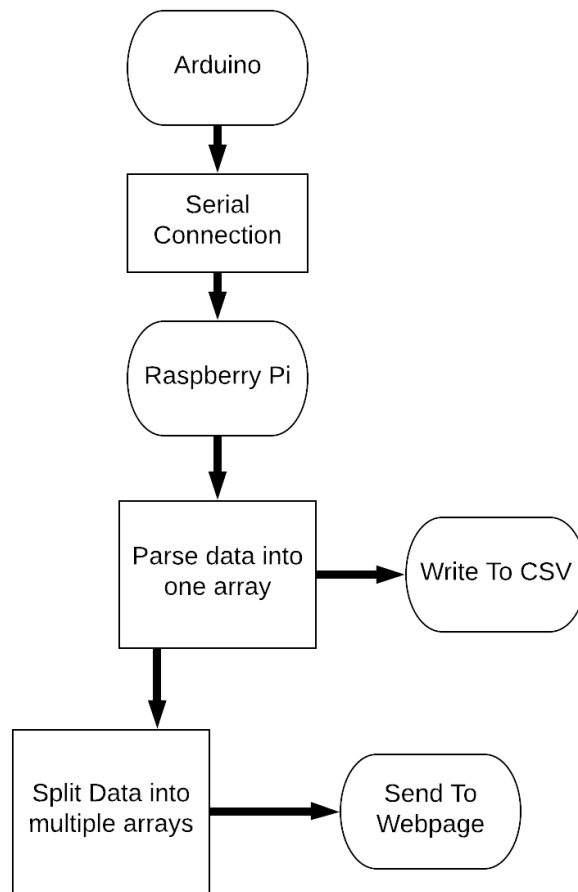 Arduino
Serial
Connection
Raspberry Pi
Parse data into
one array
Write To CSV
Split Data into
multiple arrays
Send To
Webpage